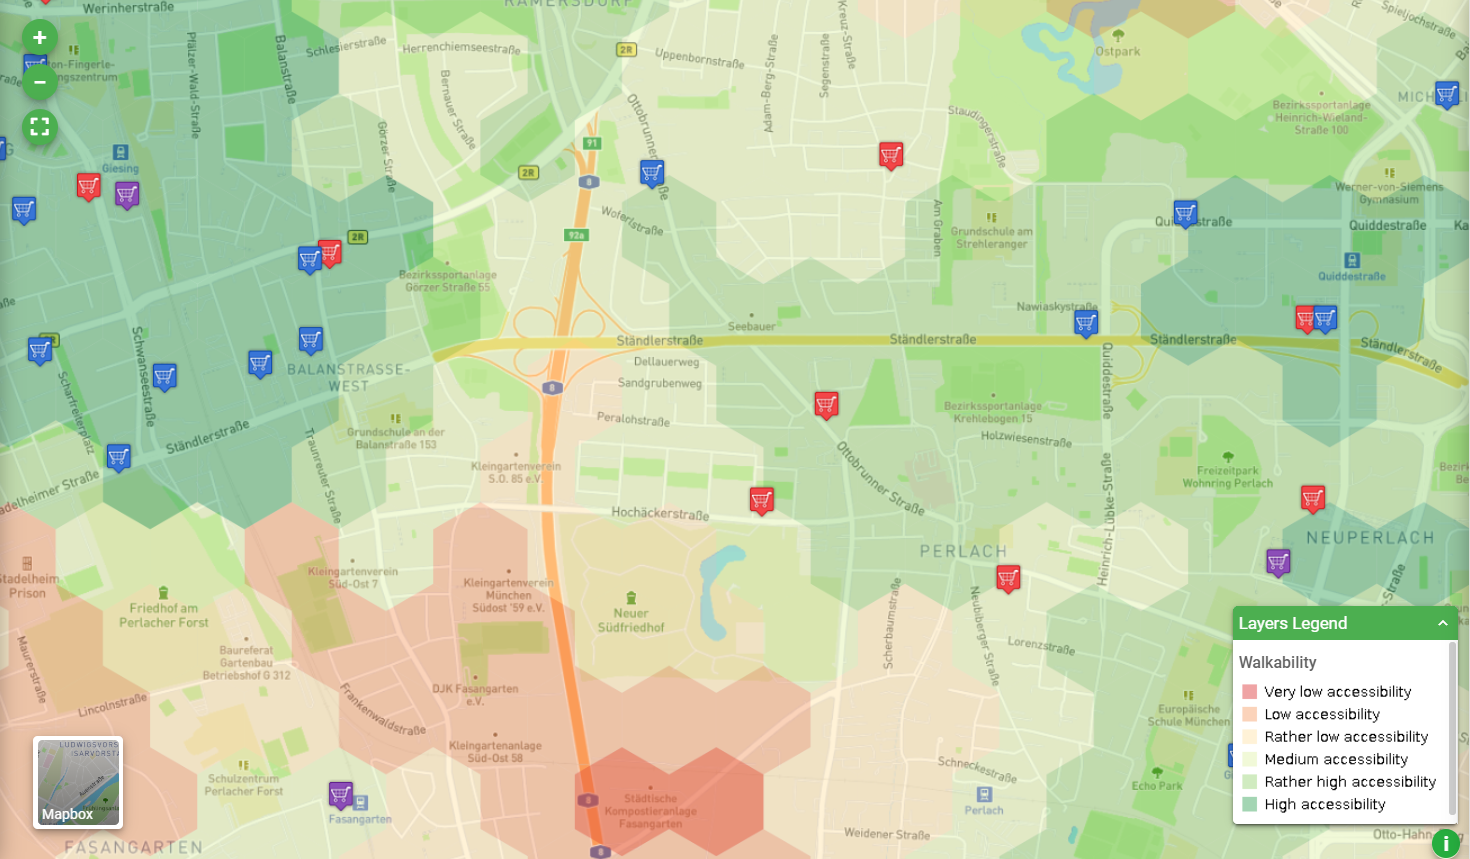 RAMERSDORF
Werinherstraße
Schlesierstraße
Herrenchiemseestraße
2R
Uppenbornstraße
Kreuz-Straße
Spieljochstraße
Ostpark
on-Fingerle-
ngszentrum
Pfälzer-Wald-Straße
Balanstraße
Bernauer Straße
Ottobrunner Straße
Adam-Berg-Straße
Segenstraße
Staudingerstraße
Bezirkssportanlage
Heinrich-Wieland-
Straße 100
Görzer Straße
91
Giesing
2R
8
Werner-von-Siemens
Gymnasium
Woferlstraße
Am Graben
Grundschule am
Strehleranger
Quiddestraße
Quiddestraße
2R
92a
Quiddestraße
Bezirkssportanlage
Görzer Straße 55
Nawiaskystraße
Seebauer
Ständlerstraße
Ständlerstraße
Ständlerstraße
Ständlerstraße
Schwanseestraße
BALANSTRASSE-
WEST
Dellauerweg
Sandgrubenweg
8
Scharfreiterplatz
Peralohstraße
Quiddestraße
Bezirkssportanlage
Krehlebogen 15
Ständlerstraße
Grundschule an der
Balanstraße 153
Holzwiesenstraße
Traunreuter Straße
Kleingartenverein
S.O. 85 e.V.
Ottobrunner Straße
Freizeitpark
Wohnring Perlach
adelheimer Straße
Hochäckerstraße
Heinrich-Lübke-Straße
NEUPERLACH
PERLACH
Stadelheim
Prison
Kleingartenverein
Süd-Ost 7
Kleingartenverein
München
Südost '59 e.V.
Friedhof am
Perlacher Forst
Neuer
Südfriedhof
Scherbaumstraße
Neubiberger Straße
Lorenzstraße
Maurerstraße
Baureferat
Gartenbau
Betriebshof G 312
Lincolnstraße
DJK Fasangarten
e.V.
Frankenwaldstraße
Europäische
Schule München
Kleingartenanlage
Süd-Ost 58
Schulzentrum
Perlacher Forst
Schneckestraße
Echo Park
8
Städtische
Kompostieranlage
Fasangarten
Perlach
Fasangarten
Weidener Straße
FASANGARTEN
8
Otto-Hahn
Layers Legend
Walkability
Very low accessibility
Low accessibility
Rather low accessibility
Medium accessibility
Rather high accessibility
High accessibility
Mapbox
i